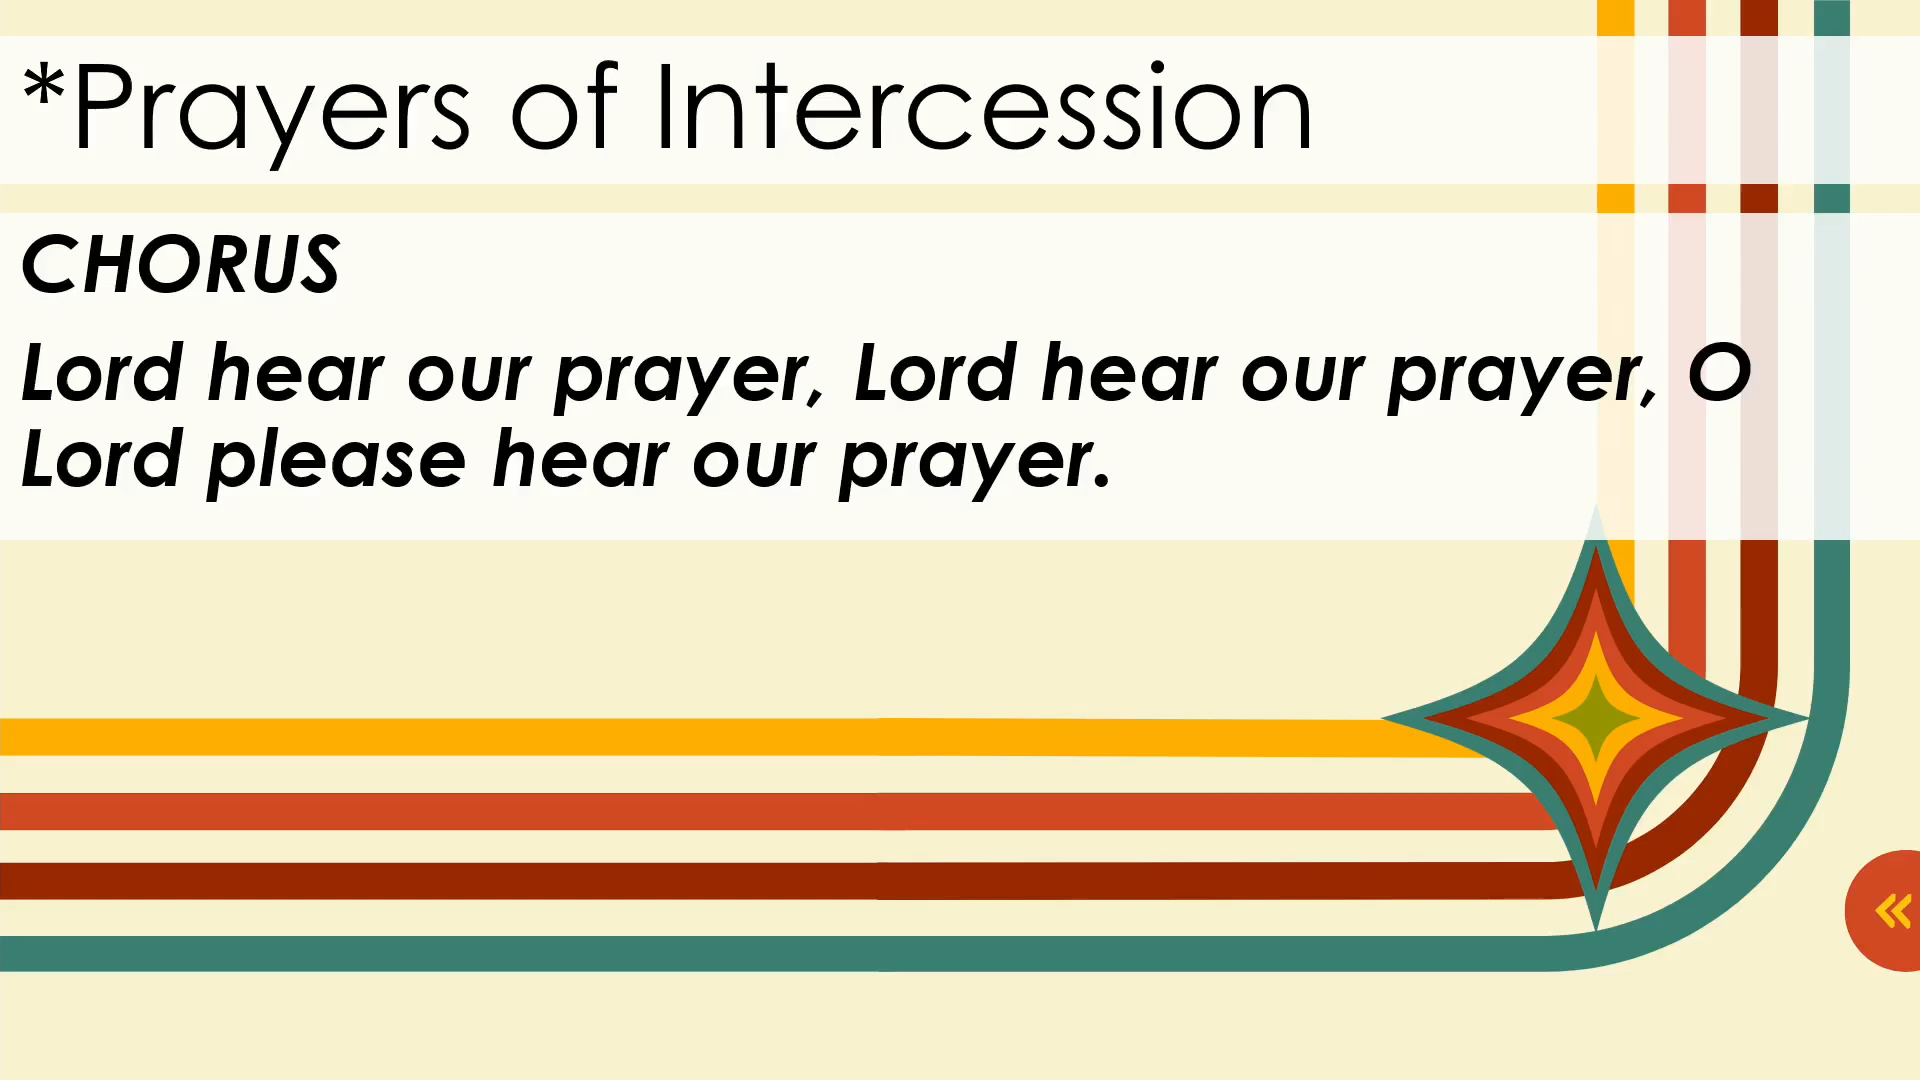 *Prayers of Intercession
CHORUS
Lord hear our prayer, Lord hear our prayer, O
Lord please hear our prayer.